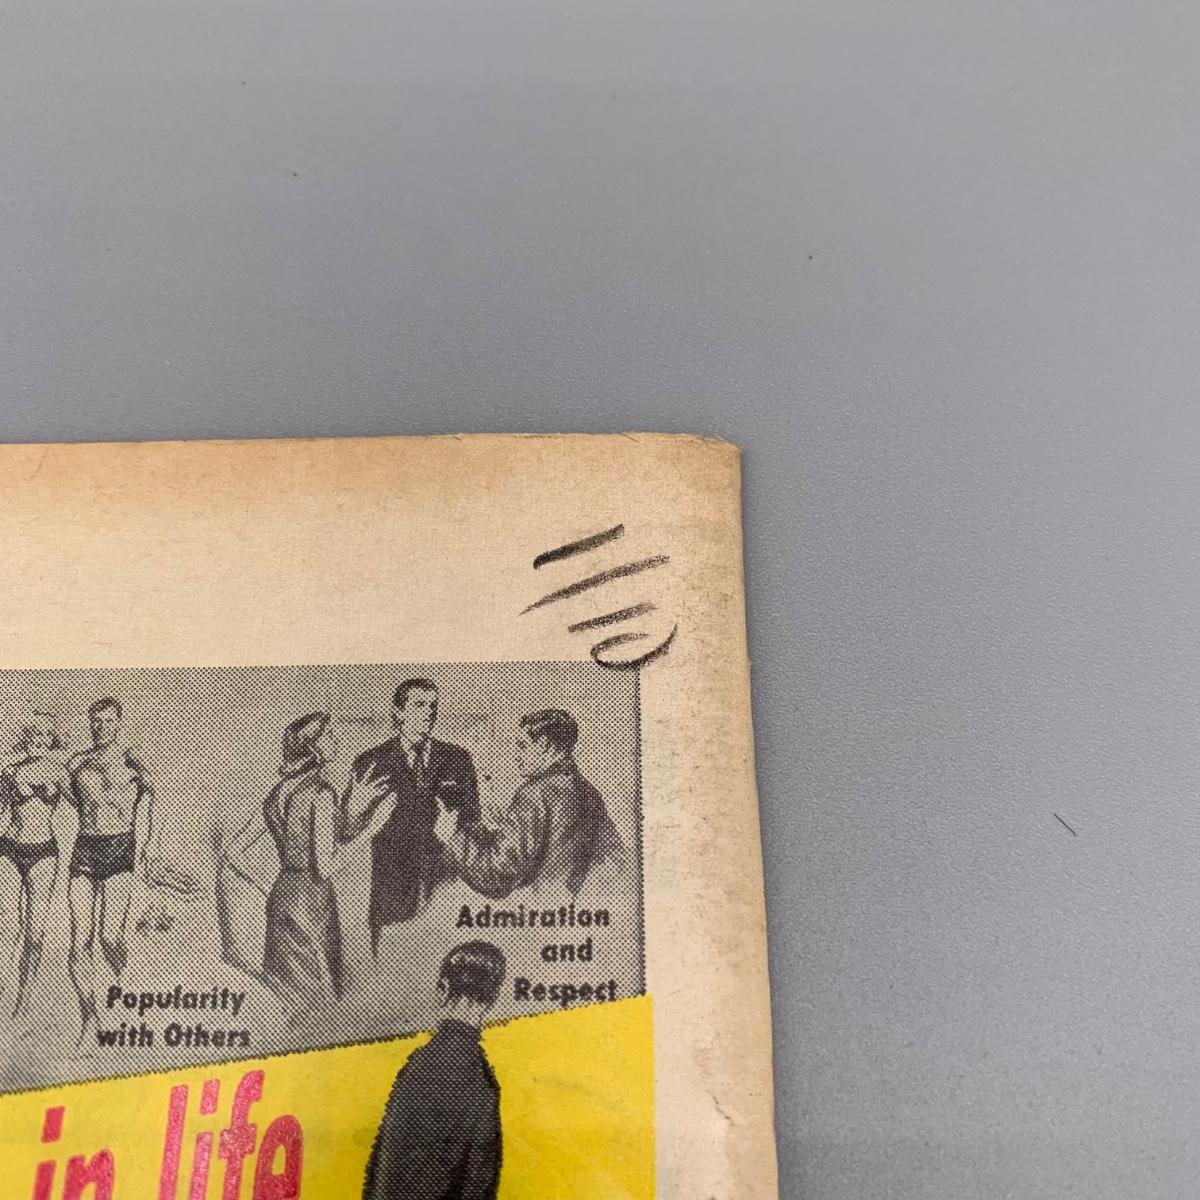 Admiration
and
Respect
Popularity
with Others
in life